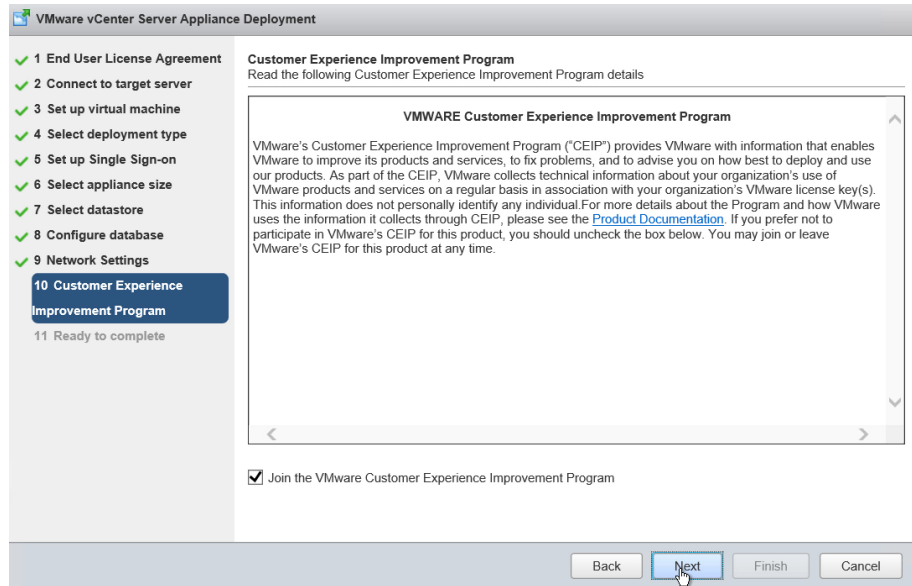 VMware vCenter Server Appliance Deployment
1 End User License Agreement
2 Connect to target server
3 Set up virtual machine
4 Select deployment type
5 Set up Single Sign-on
6 Select appliance size
7 Select datastore
8 Configure database
9 Network Settings
10 Customer Experience
Improvement Program
11 Ready to complete
Customer Experience Improvement Program
Read the following Customer Experience Improvement Program details
VMWARE Customer Experience Improvement Program
VMware's Customer Experience Improvement Program ("CEIP") provides VMware with information that enables
VMware to improve its products and services, to fix problems, and to advise you on how best to deploy and use
our products. As part of the CEIP, VMware collects technical information about your organization's use of
VMware products and services on a regular basis in association with your organization's VMware license key(s).
This information does not personally identify any individual.For more details about the Program and how VMware
uses the information it collects through CEIP, please see the Product Documentation. If you prefer not to
participate in VMware's CEIP for this product, you should uncheck the box below. You may join or leave
VMware's CEIP for this product at any time.
Join the VMware Customer Experience Improvement Program
Back
Next
Finish
Cancel